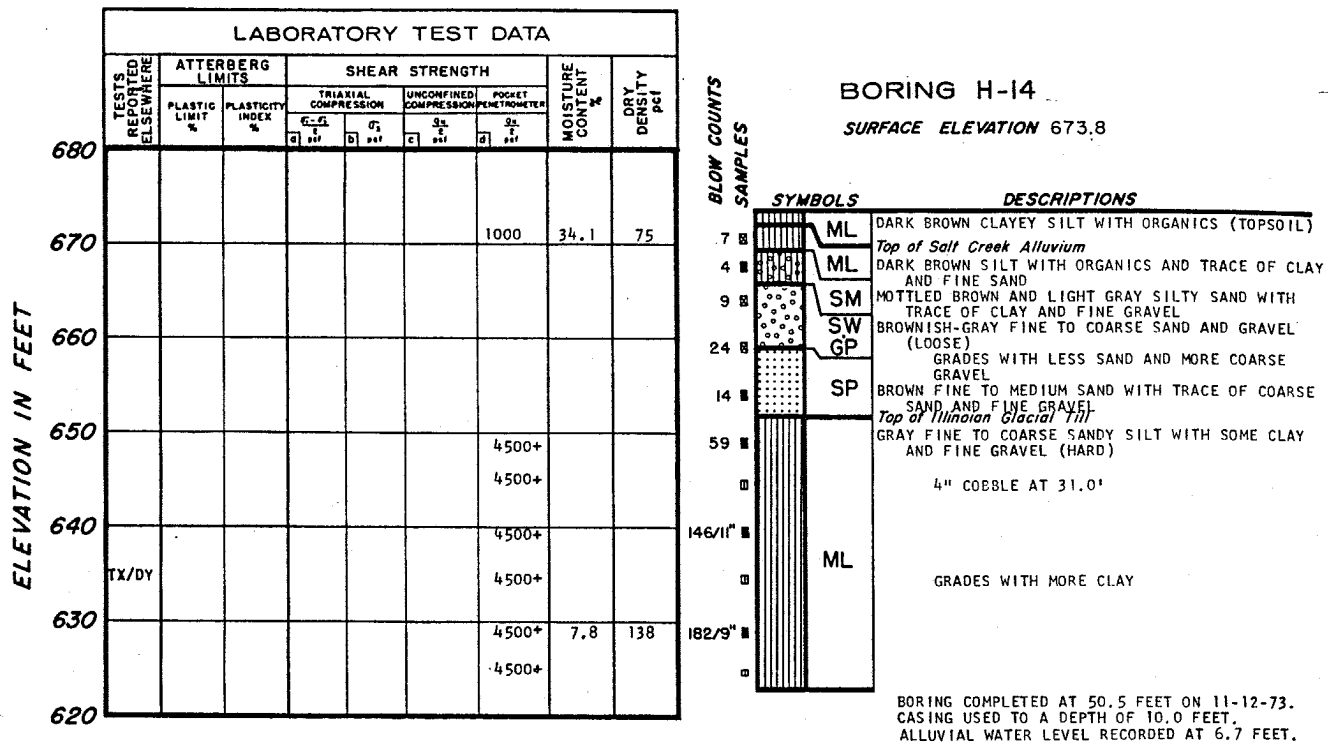 LABORATORY TEST DATA
TESTS REPORTED ELSEWHERE
ATTERBERG LIMITS
SHEAR STRENGTH
MOISTURE CONTENT %
DRY DENSITY pcf
PLASTIC LIMIT %
PLASTICITY INDEX %
TRIAXIAL COMPRESSION
UNCONFINED COMPRESSION
POCKET PENETROMETER
a
b
c
d
psf
BLOW COUNTS
SAMPLES
BORING H-14
SURFACE ELEVATION 673.8
SYMBOLS DESCRIPTIONS
ELEVATION IN FEET
680
670 1000 34.1 75
660
650
4500+
4500+
640 4500+
TX/DY 4500+
630
4500+ 7.8 138
4500+
620
7 ML DARK BROWN CLAYEY SILT WITH ORGANICS (TOPSOIL)
Top of Salt Creek Alluvium
4 ML DARK BROWN SILT WITH ORGANICS AND TRACE OF CLAY
AND FINE SAND
9 SM MOTTLED BROWN AND LIGHT GRAY SILTY SAND WITH
TRACE OF CLAY AND FINE GRAVEL
SW BROWNISH-GRAY FINE TO COARSE SAND AND GRAVEL
24 GP (LOOSE)
GRADES WITH LESS SAND AND MORE COARSE
GRAVEL
14 SP BROWN FINE TO MEDIUM SAND WITH TRACE OF COARSE
SAND AND FINE GRAVEL
Top of Illinoian Glacial Till
59 GRAY FINE TO COARSE SANDY SILT WITH SOME CLAY
AND FINE GRAVEL (HARD)
4" COBBLE AT 31.0'
146/11"
ML
GRADES WITH MORE CLAY
182/9"
BORING COMPLETED AT 50.5 FEET ON 11-12-73.
CASING USED TO A DEPTH OF 10.0 FEET.
ALLUVIAL WATER LEVEL RECORDED AT 6.7 FEET.